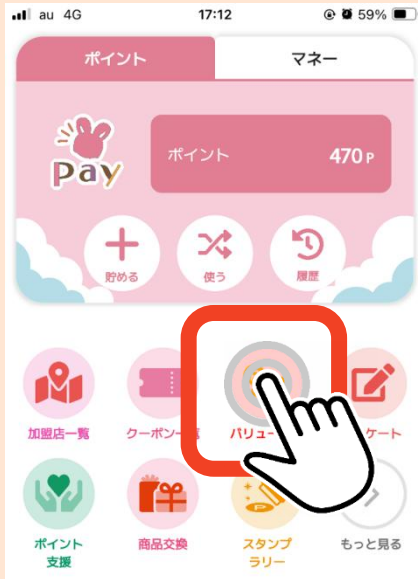 au 4G 17:12 59%
ポイント マネー
pay
ポイント 470 P
貯める 使う 履歴
加盟店一覧 クーポン バリュー ケート
ポイント
支援
商品交換
スタンプ
ラリー
もっと見る